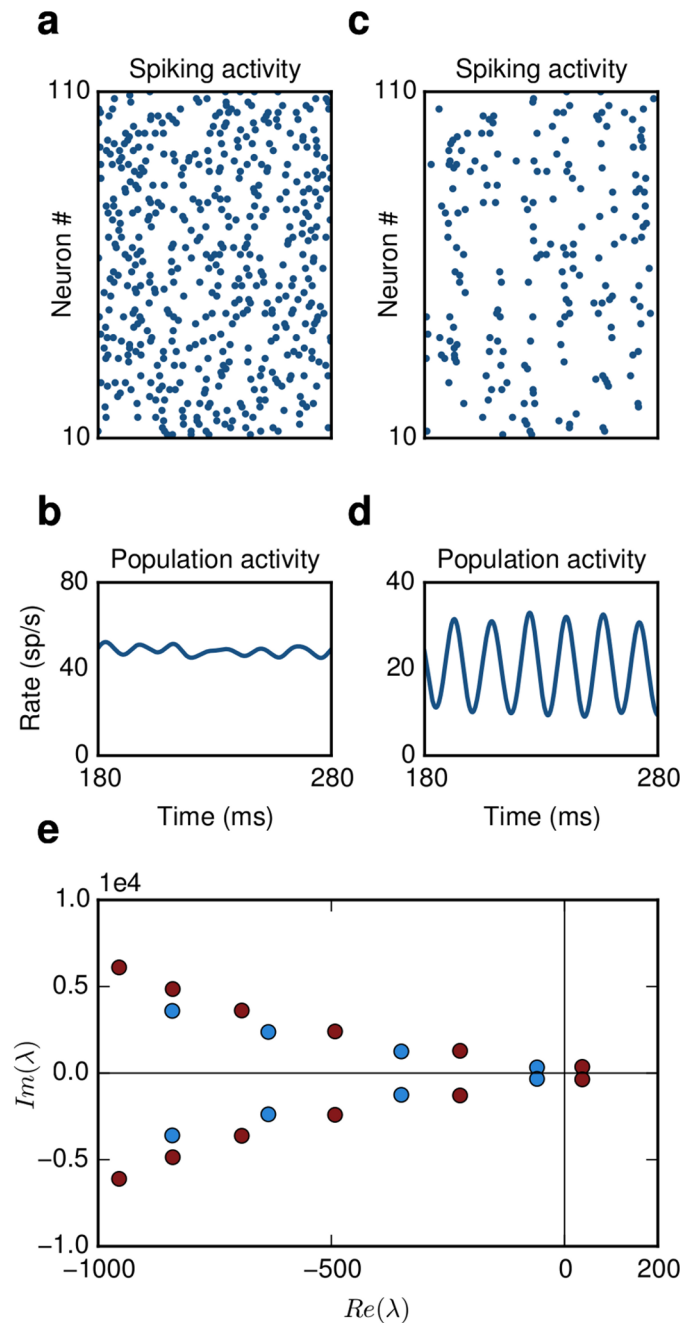 a
c
Spiking activity
Spiking activity
110
110
Neuron #
Neuron #
10
10
b
d
Population activity
Population activity
80
40
Rate (sp/s)
40
20
0
0
180
280
180
280
Time (ms)
Time (ms)
e
1e4
1.0
0.5
Im(λ)
0.0
−0.5
−1.0
−1000
−500
0
200
Re(λ)